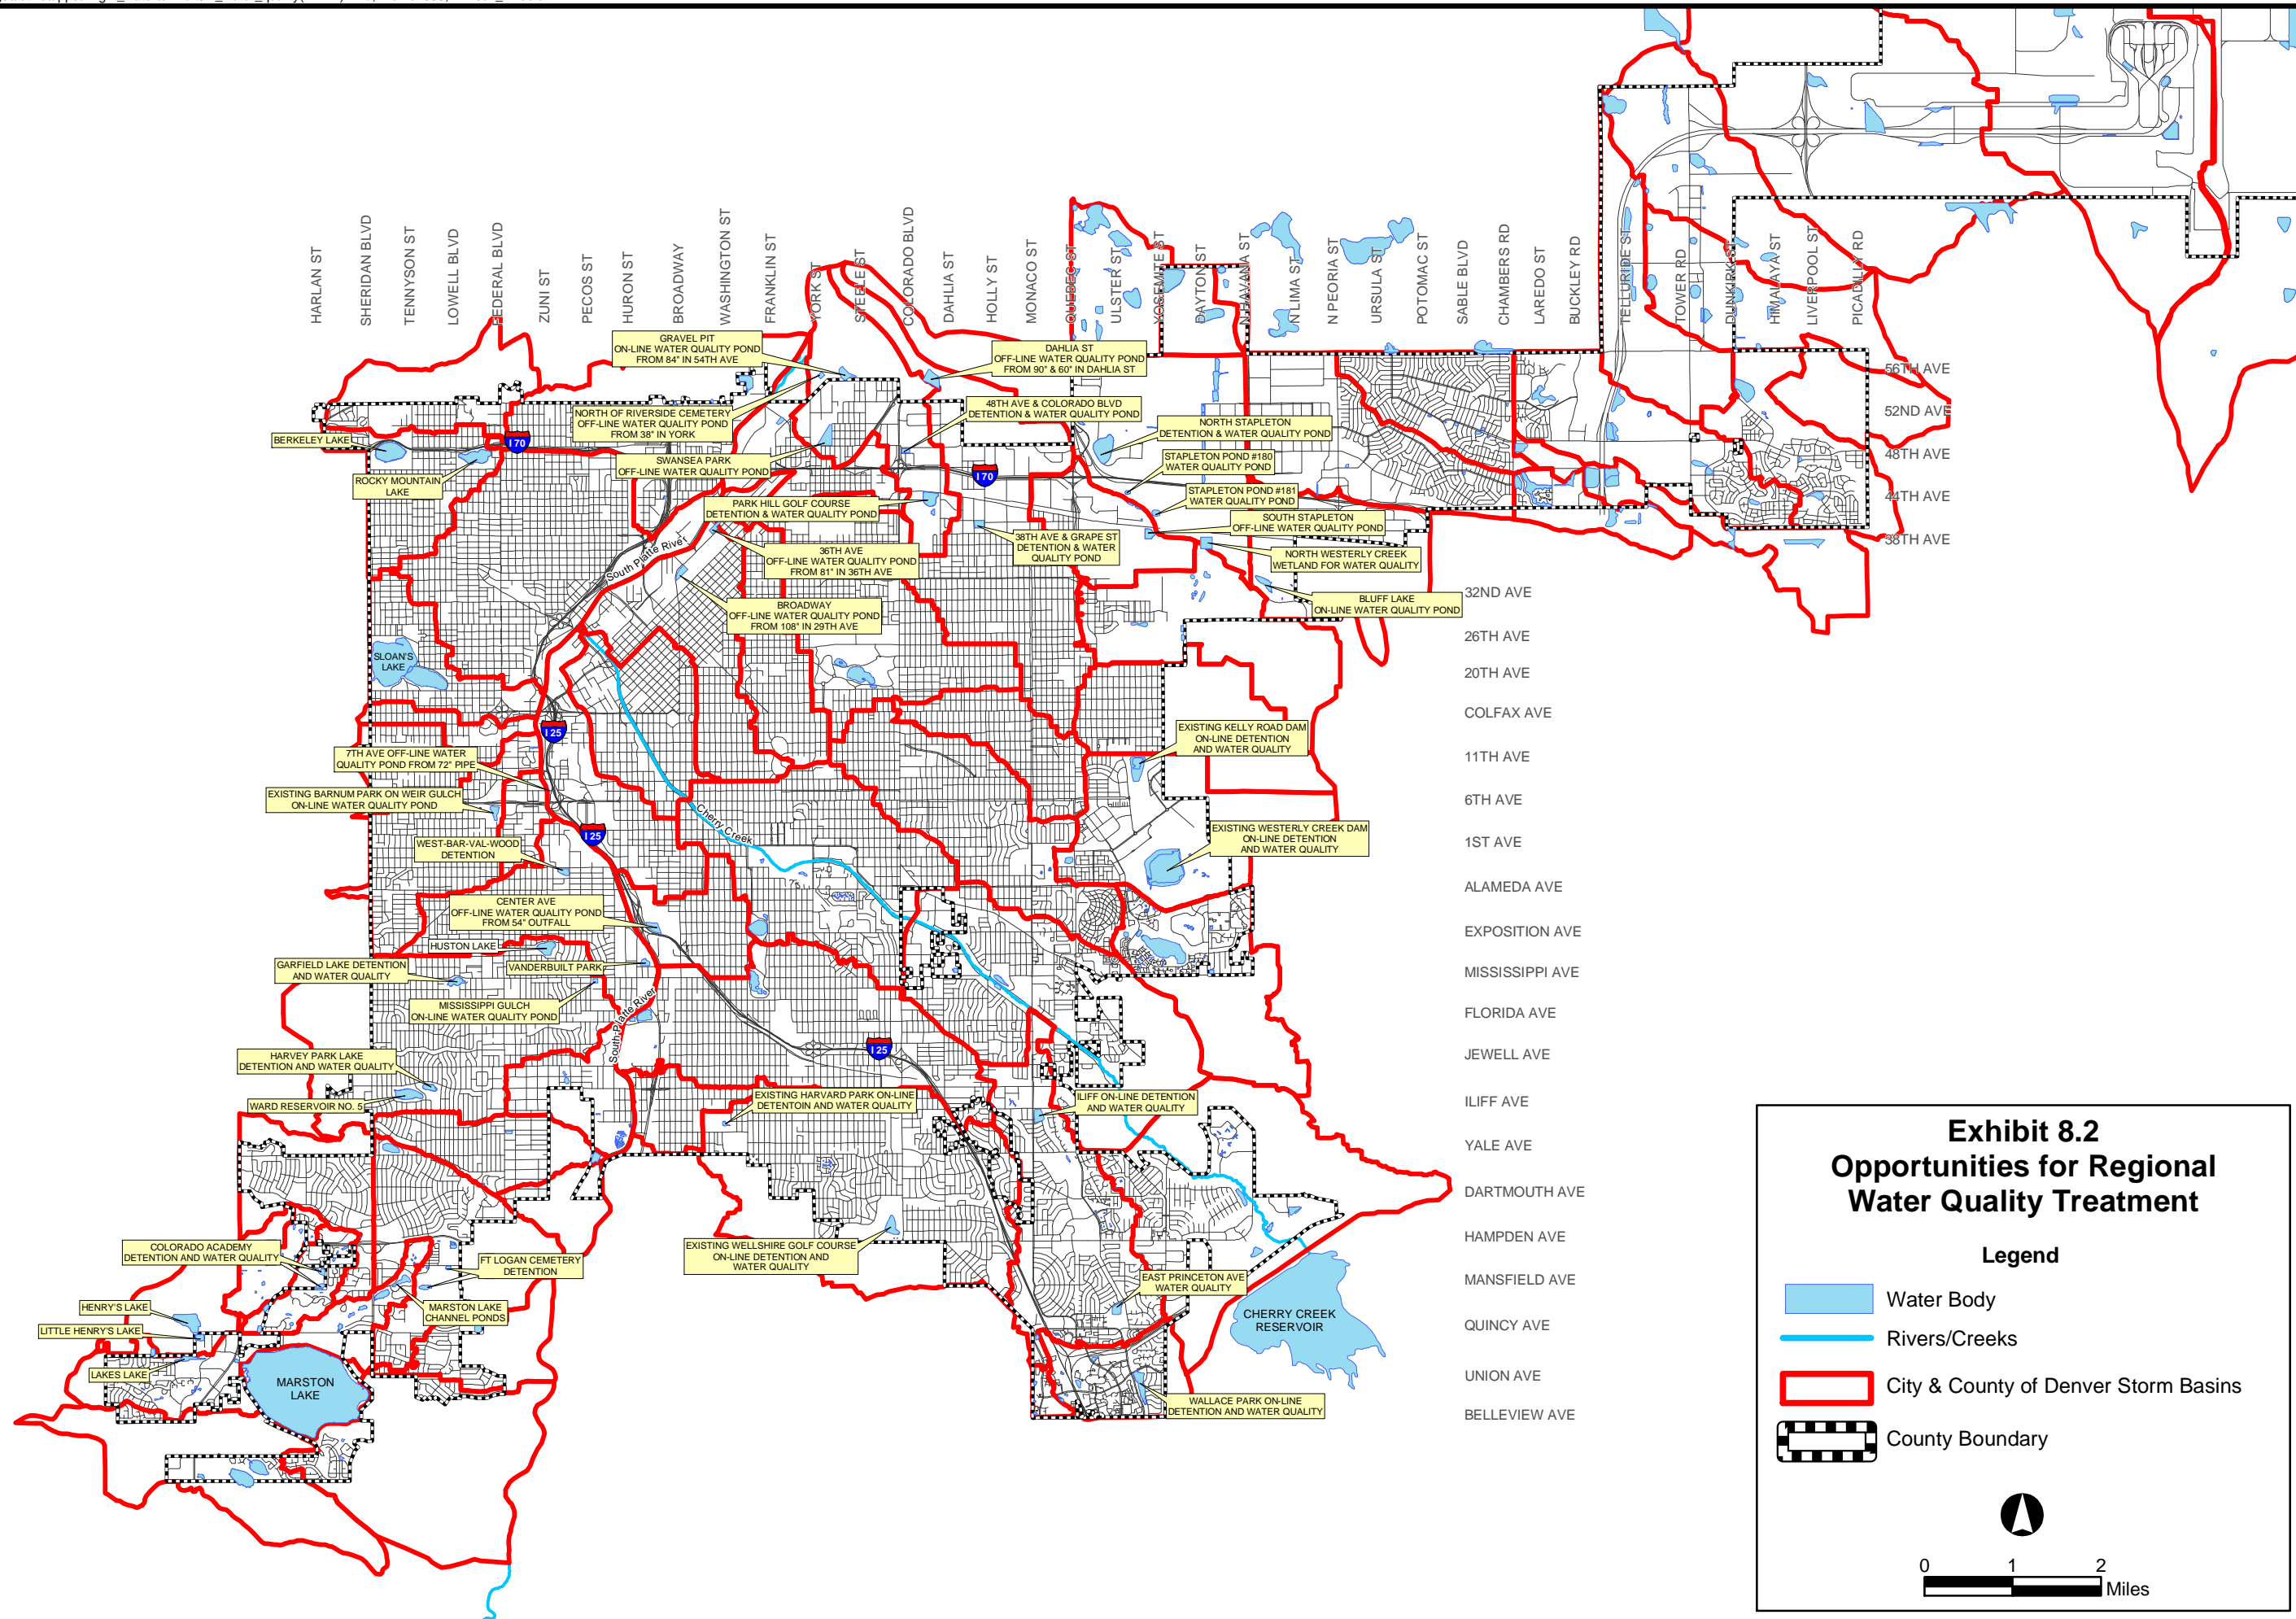 HARLAN ST
SHERIDAN BLVD
TENNYSON ST
LOWELL BLVD
FEDERAL BLVD
ZUNI ST
PECOS ST
HURON ST
BROADWAY
WASHINGTON ST
FRANKLIN ST
YORK ST
STEELE ST
COLORADO BLVD
DAHLIA ST
HOLLY ST
MONACO ST
QUEBEC ST
ULSTER ST
YOSEMITE ST
DAYTON ST
N HAVANA ST
N LIMA ST
N PEORIA ST
URSULA ST
POTOMAC ST
SABLE BLVD
CHAMBERS RD
LAREDO ST
BUCKLEY RD
TELLURIDE ST
TOWER RD
DUNKIRK ST
HIMALAYA ST
LIVERPOOL ST
PICADILLY RD
GRAVEL PIT
ON-LINE WATER QUALITY POND
FROM 84" IN 54TH AVE
DAHLIA ST
OFF-LINE WATER QUALITY POND
FROM 90" & 60" IN DAHLIA ST
NORTH OF RIVERSIDE CEMETERY
OFF-LINE WATER QUALITY POND
FROM 38" IN YORK
48TH AVE & COLORADO BLVD
DETENTION & WATER QUALITY POND
NORTH STAPLETON
DETENTION & WATER QUALITY POND
BERKELEY LAKE
I 70
SWANSEA PARK
OFF-LINE WATER QUALITY POND
STAPLETON POND #180
WATER QUALITY POND
ROCKY MOUNTAIN
LAKE
I 70
STAPLETON POND #181
WATER QUALITY POND
PARK HILL GOLF COURSE
DETENTION & WATER QUALITY POND
SOUTH STAPLETON
OFF-LINE WATER QUALITY POND
38TH AVE & GRAPE ST
DETENTION & WATER
QUALITY POND
36TH AVE
OFF-LINE WATER QUALITY POND
FROM 81" IN 36TH AVE
NORTH WESTERLY CREEK
WETLAND FOR WATER QUALITY
South Platte River
BROADWAY
OFF-LINE WATER QUALITY POND
FROM 108" IN 29TH AVE
BLUFF LAKE
ON-LINE WATER QUALITY POND
SLOAN'S
LAKE
I 25
EXISTING KELLY ROAD DAM
ON-LINE DETENTION
AND WATER QUALITY
7TH AVE OFF-LINE WATER
QUALITY POND FROM 72" PIPE
EXISTING BARNUM PARK ON WEIR GULCH
ON-LINE WATER QUALITY POND
I 25
Cherry Creek
EXISTING WESTERLY CREEK DAM
ON-LINE DETENTION
AND WATER QUALITY
WEST-BAR-VAL-WOOD
DETENTION
CENTER AVE
OFF-LINE WATER QUALITY POND
FROM 54" OUTFALL
HUSTON LAKE
GARFIELD LAKE DETENTION
AND WATER QUALITY
VANDERBUILT PARK
MISSISSIPPI GULCH
ON-LINE WATER QUALITY POND
South Platte River
I 25
HARVEY PARK LAKE
DETENTION AND WATER QUALITY
WARD RESERVOIR NO. 5
EXISTING HARVARD PARK ON-LINE
DETENTOIN AND WATER QUALITY
ILIFF ON-LINE DETENTION
AND WATER QUALITY
COLORADO ACADEMY
DETENTION AND WATER QUALITY
FT LOGAN CEMETERY
DETENTION
EXISTING WELLSHIRE GOLF COURSE
ON-LINE DETENTION AND
WATER QUALITY
EAST PRINCETON AVE
WATER QUALITY
HENRY'S LAKE
MARSTON LAKE
CHANNEL PONDS
LITTLE HENRY'S LAKE
CHERRY CREEK
RESERVOIR
LAKES LAKE
MARSTON
LAKE
WALLACE PARK ON-LINE
DETENTION AND WATER QUALITY
56TH AVE
52ND AVE
48TH AVE
44TH AVE
38TH AVE
32ND AVE
26TH AVE
20TH AVE
COLFAX AVE
11TH AVE
6TH AVE
1ST AVE
ALAMEDA AVE
EXPOSITION AVE
MISSISSIPPI AVE
FLORIDA AVE
JEWELL AVE
ILIFF AVE
YALE AVE
DARTMOUTH AVE
HAMPDEN AVE
MANSFIELD AVE
QUINCY AVE
UNION AVE
BELLEVIEW AVE
Exhibit 8.2
Opportunities for Regional
Water Quality Treatment
Legend
Water Body
Rivers/Creeks
City & County of Denver Storm Basins
County Boundary
0 1 2
Miles